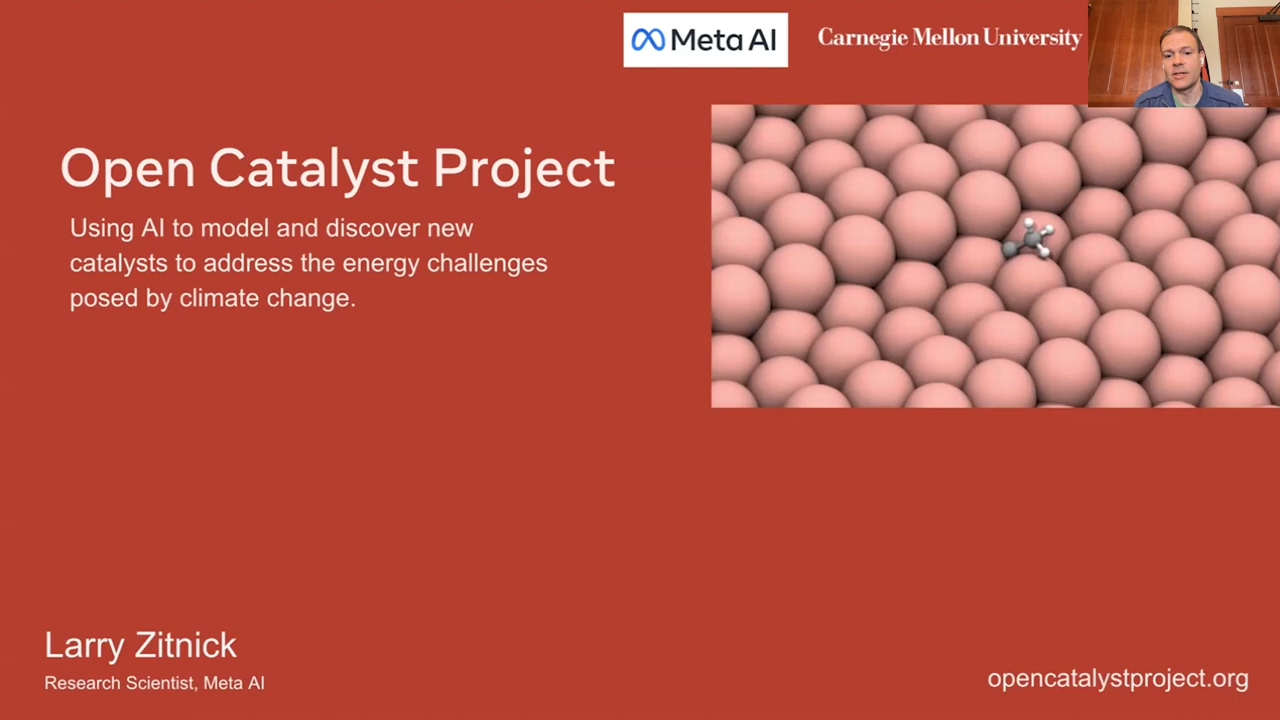 Meta AI
Carnegie Mellon University
Open Catalyst Project
Using AI to model and discover new
catalysts to address the energy challenges
posed by climate change.
Larry Zitnick
Research Scientist, Meta AI
opencatalystproject.org